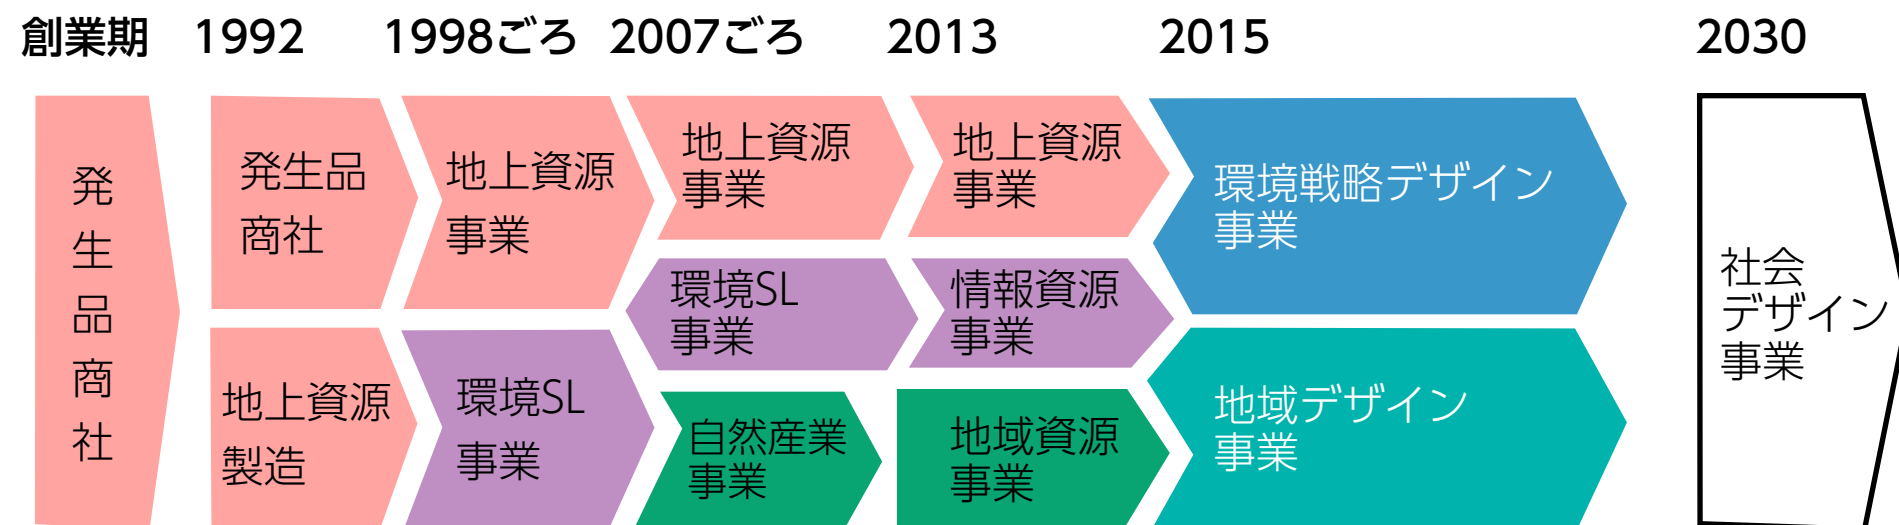 創業期 1992 1998ごろ 2007ごろ 2013 2015 2030
発生品商社
発生品
商社
地上資源
製造
地上資源
事業
環境SL
事業
地上資源
事業
環境SL
事業
自然産業
事業
地上資源
事業
情報資源
事業
地域資源
事業
環境戦略デザイン
事業
地域デザイン
事業
社会
デザイン
事業